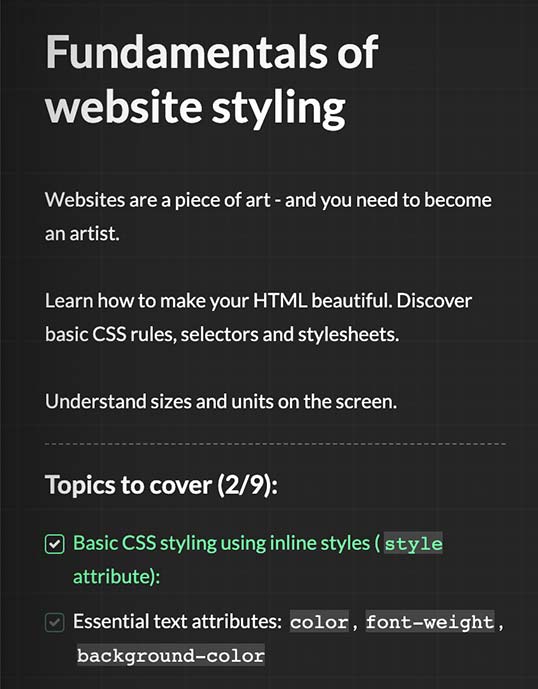 Fundamentals of
website styling
Websites are a piece of art - and you need to become
an artist.
Learn how to make your HTML beautiful. Discover
basic CSS rules, selectors and stylesheets.
Understand sizes and units on the screen.
Topics to cover (2/9):
Basic CSS styling using inline styles ( style
attribute):
Essential text attributes: color, font-weight,
background-color